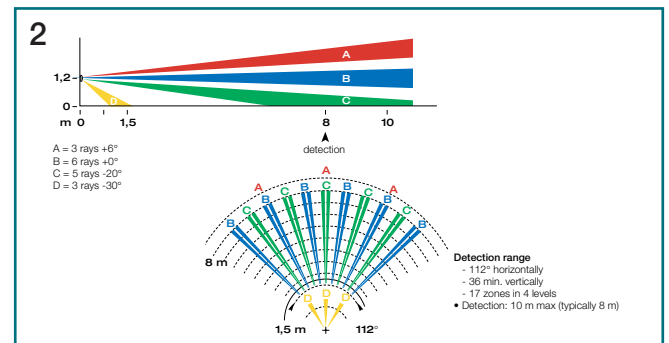 2
A
1,2
B
D
C
0
m 0 1,5 8 10
detection
A = 3 rays +6°
B = 6 rays +0°
C = 5 rays -20°
D = 3 rays -30°
A
A A
B C B C B C B C B C B
8 m
D D D
1,5 m + 112°
Detection range
- 112° horizontally
- 36 min. vertically
- 17 zones in 4 levels
• Detection: 10 m max (typically 8 m)